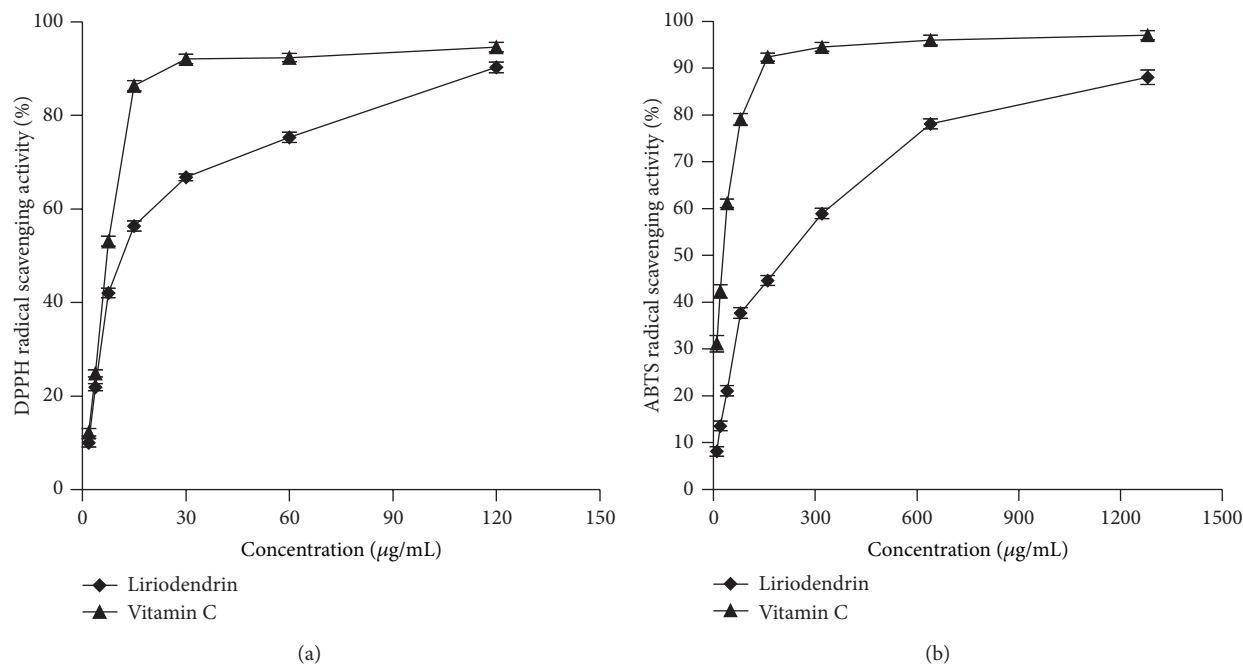 100
80
60
40
20
0
DPPH radical scavenging activity (%)
0 30 60 90 120 150
Concentration (μg/mL)
Liriodendrin
Vitamin C
(a)
100
90
80
70
60
50
40
30
20
10
0
ABTS radical scavenging activity (%)
0 300 600 900 1200 1500
Concentration (μg/mL)
Liriodendrin
Vitamin C
(b)